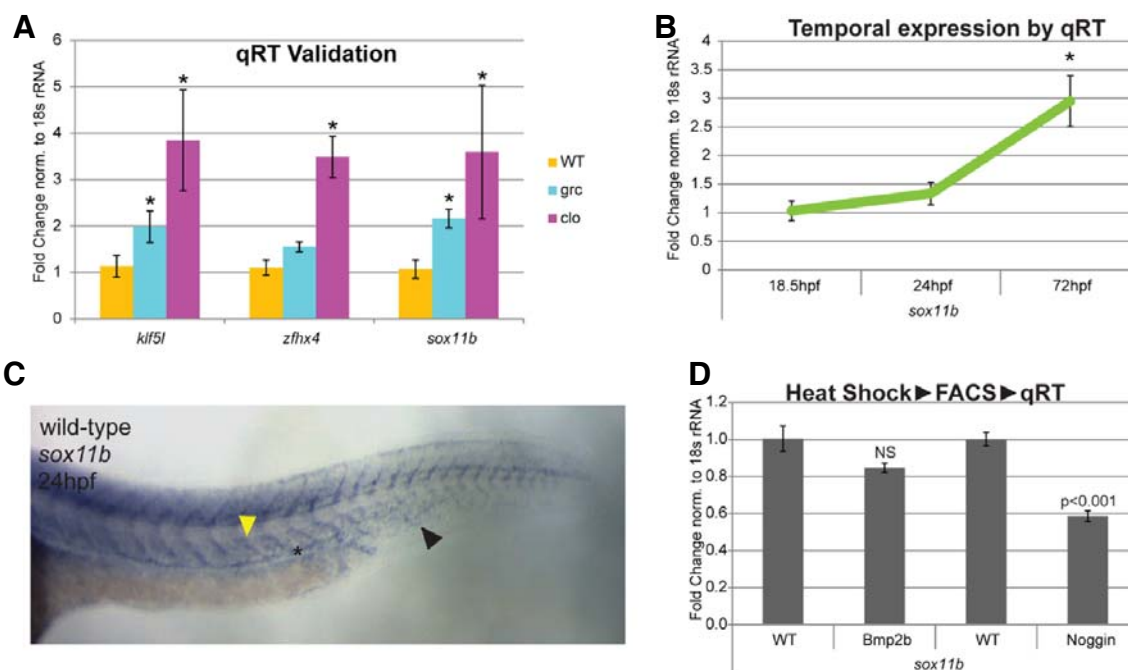 A
qRT Validation
Fold Change norm. to 18s rRNA
6
5
4
3
2
1
0
*
*
*
*
*
WT
grc
clo
klf5l
zfhx4
sox11b
B
Temporal expression by qRT
Fold Change norm. to 18s rRNA
4
3.5
3
2.5
2
1.5
1
0.5
0
*
18.5hpf
24hpf
72hpf
sox11b
C
wild-type
sox11b
24hpf
*
D
Heat Shock►FACS►qRT
Fold Change norm. to 18s rRNA
1.2
1.0
0.8
0.6
0.4
0.2
0.0
NS
p<0.001
WT
Bmp2b
WT
Noggin
sox11b